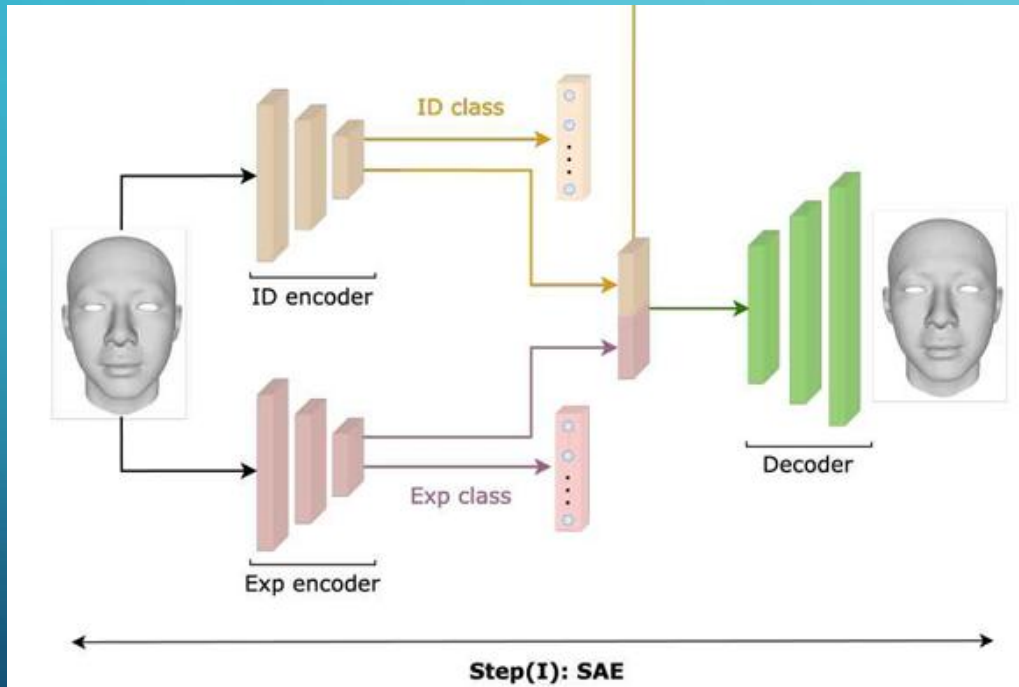 ID class
ID encoder
Exp class
Decoder
Exp encoder
Step(I): SAE